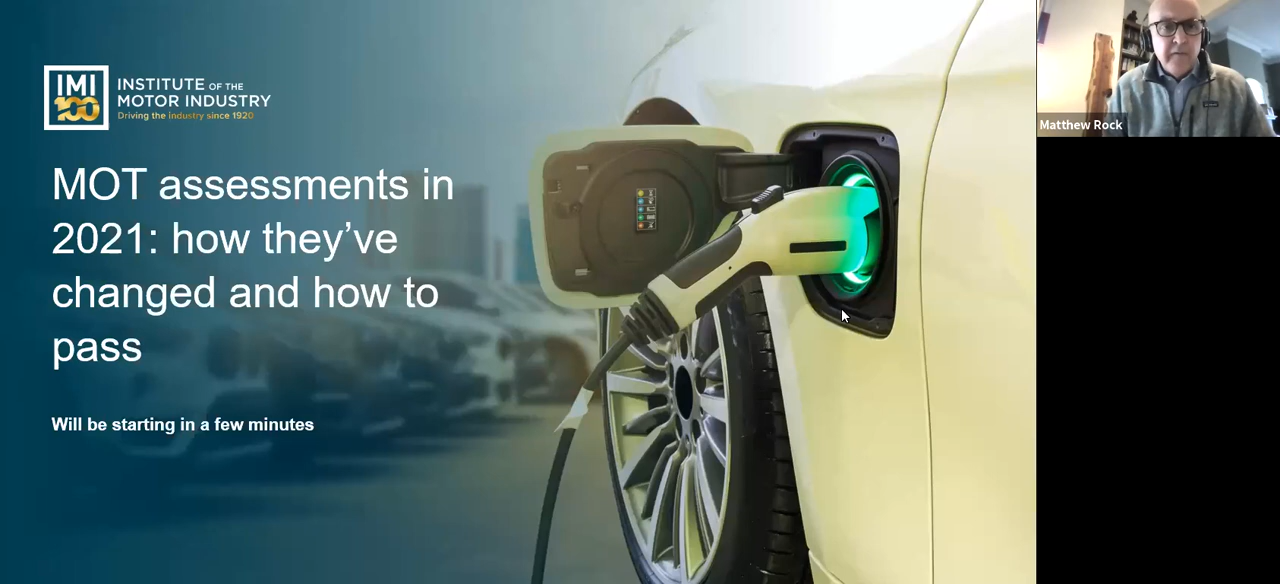 IMI
100
INSTITUTE OF THE
MOTOR INDUSTRY
Driving the industry since 1920
MOT assessments in
2021: how they’ve
changed and how to
pass
Will be starting in a few minutes
Matthew Rock